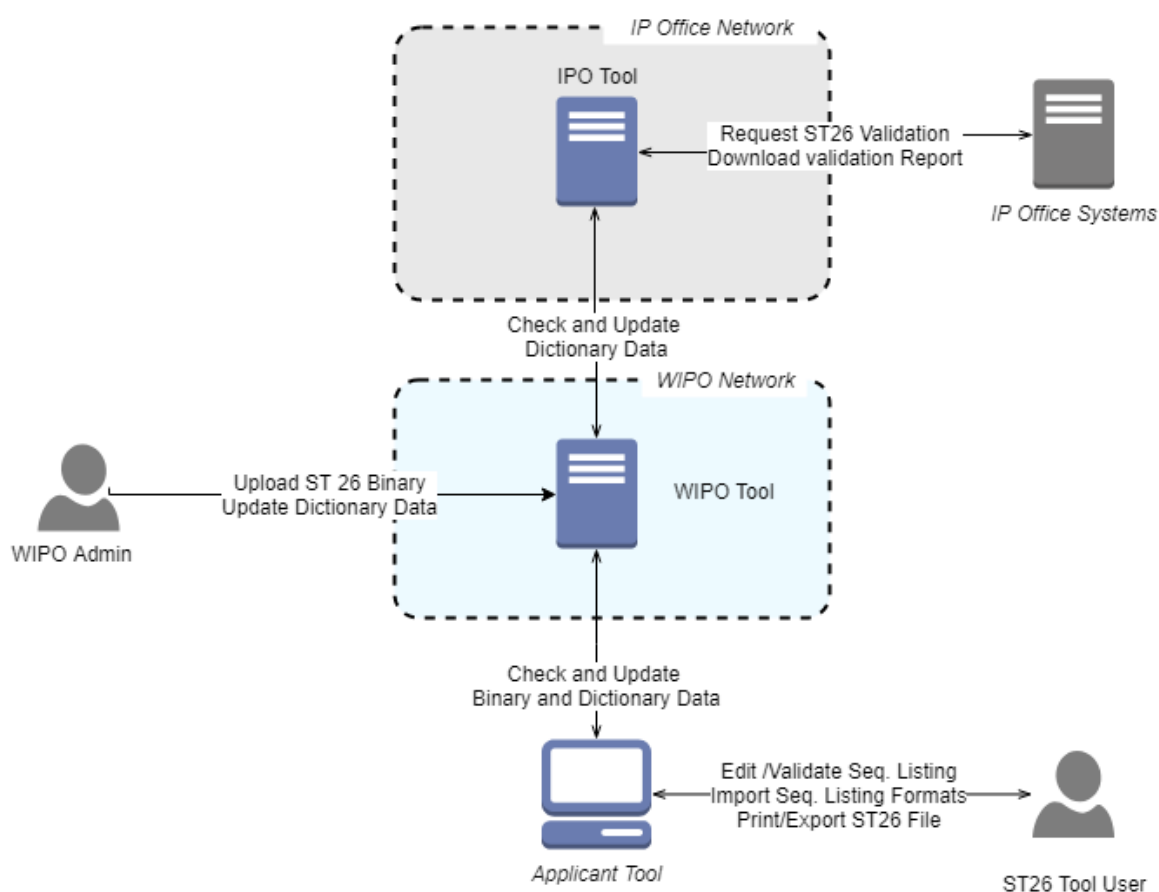 IP Office Network
IPO Tool
Request ST26 Validation
Download validation Report
IP Office Systems
Check and Update
Dictionary Data
WIPO Network
Upload ST 26 Binary
Update Dictionary Data
WIPO Tool
WIPO Admin
Check and Update
Binary and Dictionary Data
Edit /Validate Seq. Listing
Import Seq. Listing Formats
Print/Export ST26 File
Applicant Tool
ST26 Tool User